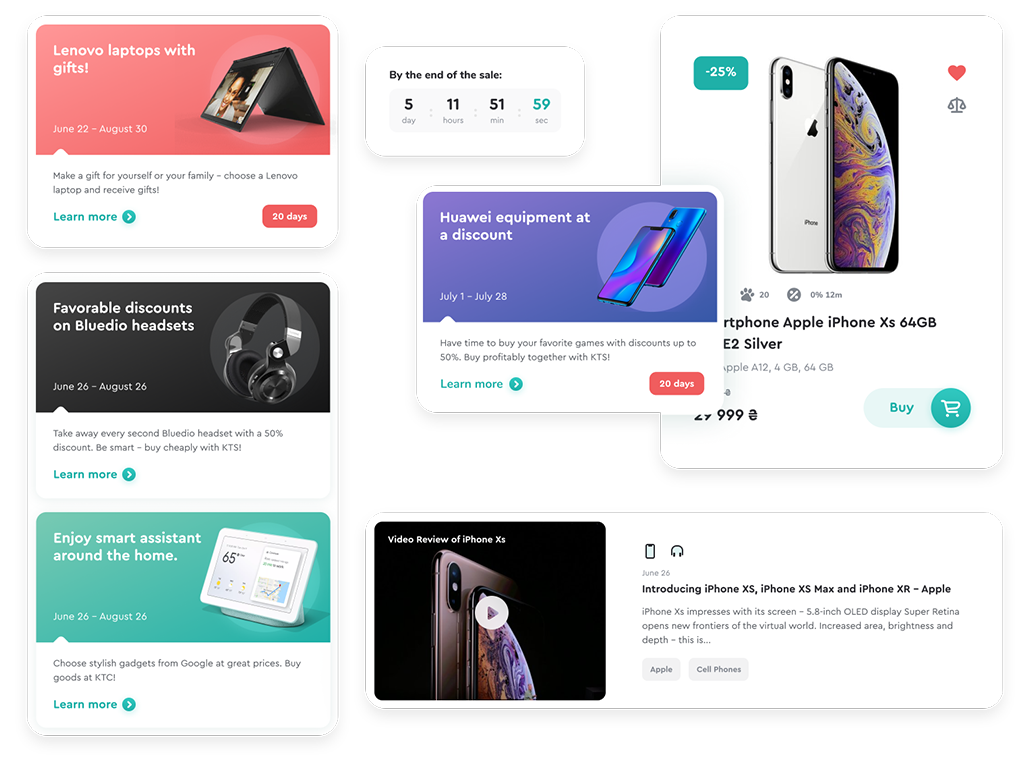 Lenovo laptops with
gifts!
June 22 – August 30
Make a gift for yourself or your family – choose a Lenovo
laptop and receive gifts!
Learn more
20 days
Favorable discounts
on Bluedio headsets
June 26 – August 26
Take away every second Bluedio headset with a 50%
discount. Be smart – buy cheaply with KTS!
Learn more
Enjoy smart assistant
around the home.
65°
June 26 – August 26
Choose stylish gadgets from Google at great prices. Buy
goods at KTC!
Learn more
By the end of the sale:
5 : 11 : 51 : 59
day hours min sec
Huawei equipment at
a discount
July 1 – July 28
Have time to buy your favorite games with discounts up to
50%. Buy profitably together with KTS!
Learn more
20 days
-25%
iPhone
20 0% 12m
rtphone Apple iPhone Xs 64GB
E2 Silver
Apple A12, 4 GB, 64 GB
29 999 ₴
Buy
Video Review of iPhone Xs
June 26
Introducing iPhone XS, iPhone XS Max and iPhone XR – Apple
iPhone Xs impresses with its screen – 5.8-inch OLED display Super Retina
opens new frontiers of the virtual world. Increased area, brightness and
depth – this is...
Apple Cell Phones